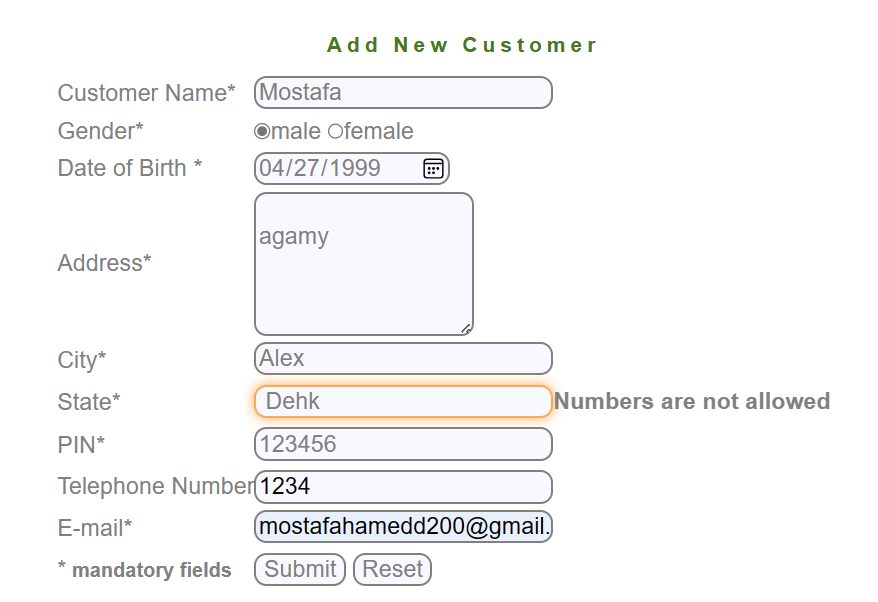 Add New Customer
Customer Name* Mostafa
Gender* male female
Date of Birth * 04/27/1999
Address* agamy
City* Alex
State* Dehk Numbers are not allowed
PIN* 123456
Telephone Number 1234
E-mail* mostafahamedd200@gmail.
* mandatory fields Submit Reset